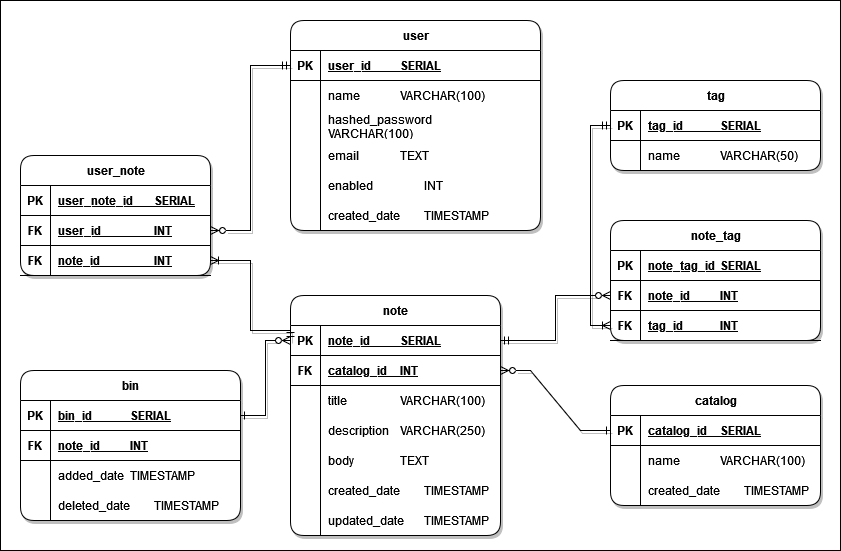 user
PK user_id SERIAL
name VARCHAR(100)
hashed_password
VARCHAR(100)
email TEXT
enabled INT
created_date TIMESTAMP
tag
PK tag_id SERIAL
name VARCHAR(50)
user_note
PK user_note_id SERIAL
FK user_id INT
FK note_id INT
note_tag
PK note_tag_id SERIAL
FK note_id INT
FK tag_id INT
note
PK note_id SERIAL
FK catalog_id INT
title VARCHAR(100)
description VARCHAR(250)
body TEXT
created_date TIMESTAMP
updated_date TIMESTAMP
bin
PK bin_id SERIAL
FK note_id INT
added_date TIMESTAMP
deleted_date TIMESTAMP
catalog
PK catalog_id SERIAL
name VARCHAR(100)
created_date TIMESTAMP